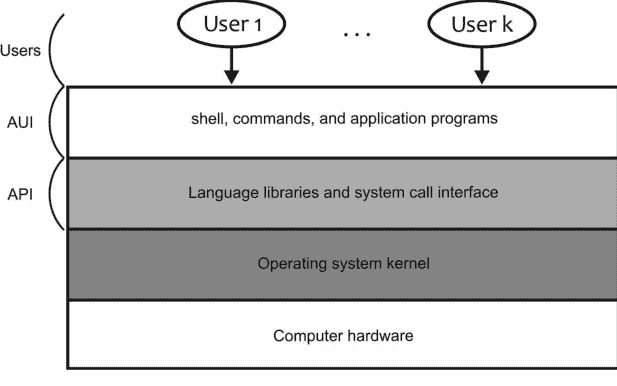 User 1
...
User k
Users
AUI
shell, commands, and application programs
API
Language libraries and system call interface
Operating system kernel
Computer hardware